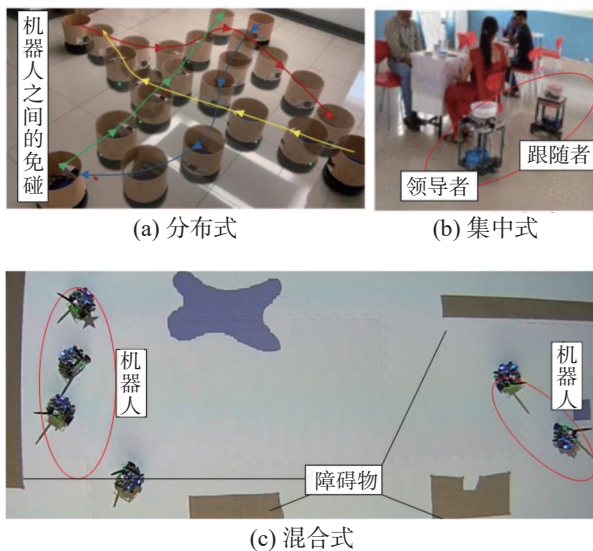 机器人之间的免碰
领导者
跟随者
(a) 分布式
(b) 集中式
机器人
机器人
障碍物
(c) 混合式